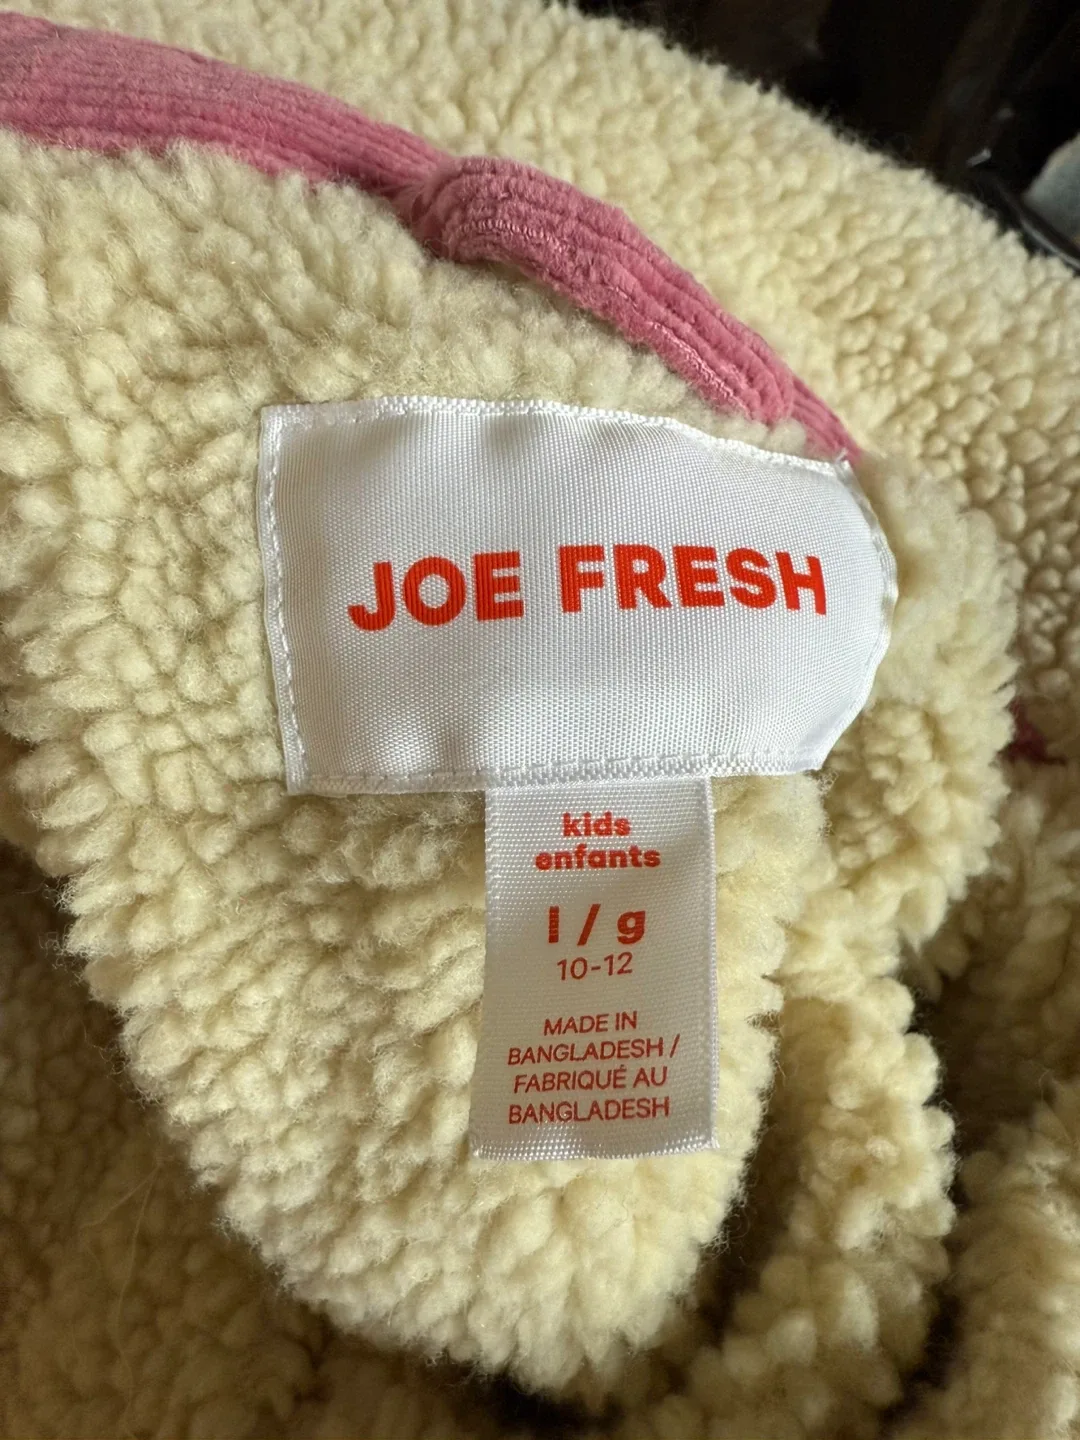 JOE FRESH
kids
enfants
l / g
10-12
MADE IN
BANGLADESH /
FABRIQUÉ AU
BANGLADESH